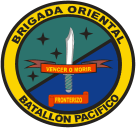 BRIGADA ORIENTAL
VENCER O MORIR
FRONTERIZO
BATALLON PACIFICO